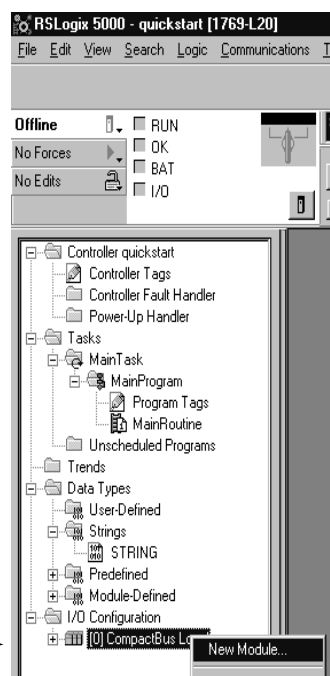 RSLogix 5000 - quickstart [1769-L20]
File Edit View Search Logic Communications
Offline RUN
No Forces OK
No Edits BAT
I/O
Controller quickstart
Controller Tags
Controller Fault Handler
Power-Up Handler
Tasks
MainTask
MainProgram
Program Tags
MainRoutine
Unscheduled Programs
Trends
Data Types
User-Defined
Strings
STRING
Predefined
Module-Defined
I/O Configuration
[0] CompactBus
New Module...